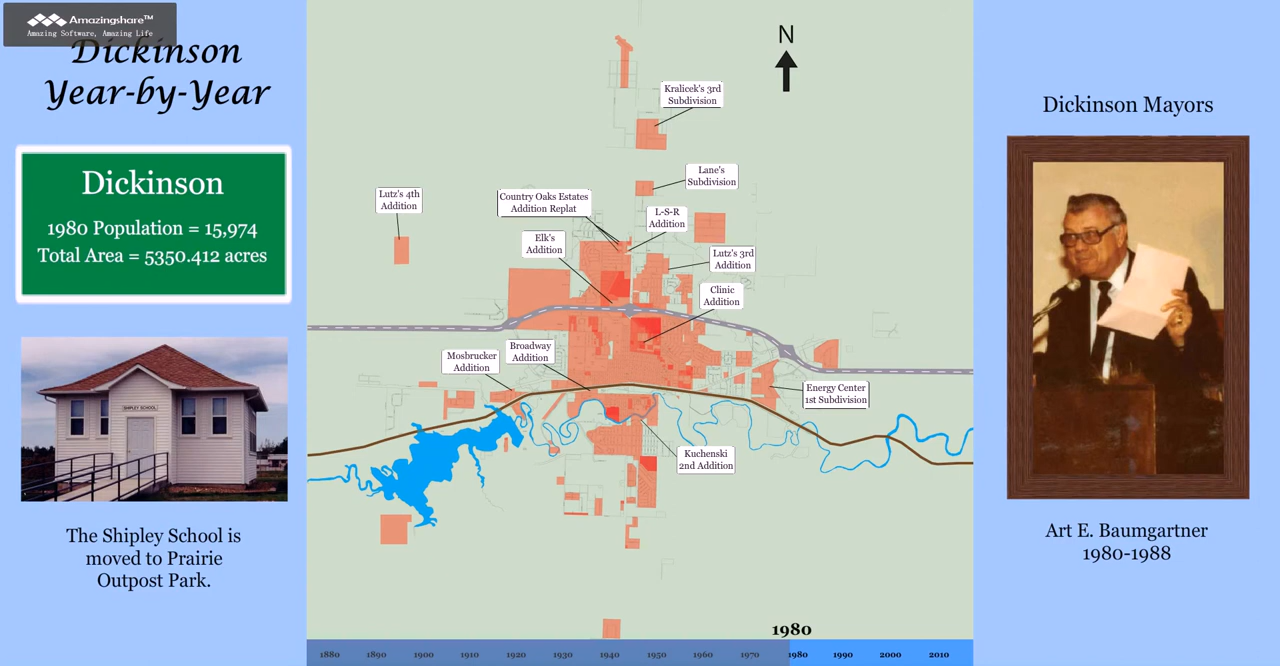 Amazingshare™
Amazing Software, Amazing Life
Dickinson
Year-by-Year
Dickinson
1980 Population = 15,974
Total Area = 5350.412 acres
SHIPLEY SCHOOL
The Shipley School is
moved to Prairie
Outpost Park.
N
Kralicek's 3rd
Subdivision
Lane's
Subdivision
Lutz's 4th
Addition
Country Oaks Estates
Addition Replat
L-S-R
Addition
Elk's
Addition
Lutz's 3rd
Addition
Clinic
Addition
Broadway
Addition
Mosbrucker
Addition
Energy Center
1st Subdivision
Kuchenski
2nd Addition
1980
1880 1890 1900 1910 1920 1930 1940 1950 1960 1970 1980 1990 2000 2010
Dickinson Mayors
Art E. Baumgartner
1980-1988